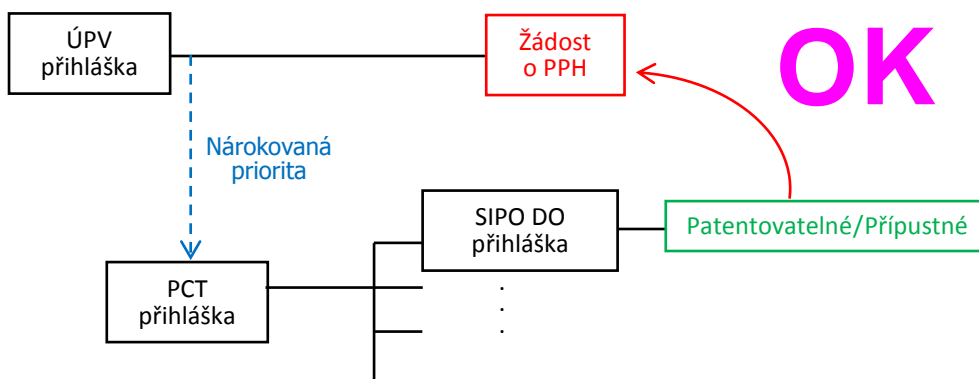 ÚPV
přihláška
Žádost
o PPH
OK
Nárokovaná
priorita
SIPO DO
přihláška
Patentovatelné/Přípustné
PCT
přihláška